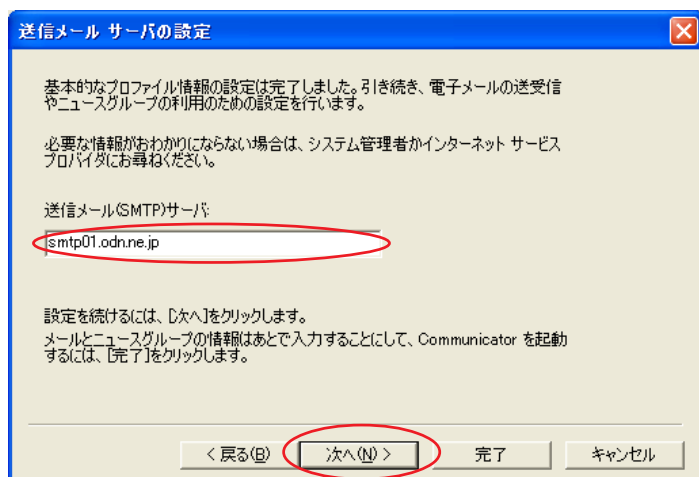 送信メール サーバの設定
基本的なプロファイル情報の設定は完了しました。引き続き、電子メールの送受信
やニュースグループの利用のための設定を行います。
必要な情報がおわかりにならない場合は、システム管理者かインターネット サービス
プロバイダにお尋ねください。
送信メール(SMTP)サーバ:
smtp01.odn.ne.jp
設定を続けるには、[次へ]をクリックします。
メールとニュースグループの情報はあとで入力することにして、Communicator を起動
するには、[完了]をクリックします。
< 戻る(B) 次へ(N) > 完了 キャンセル